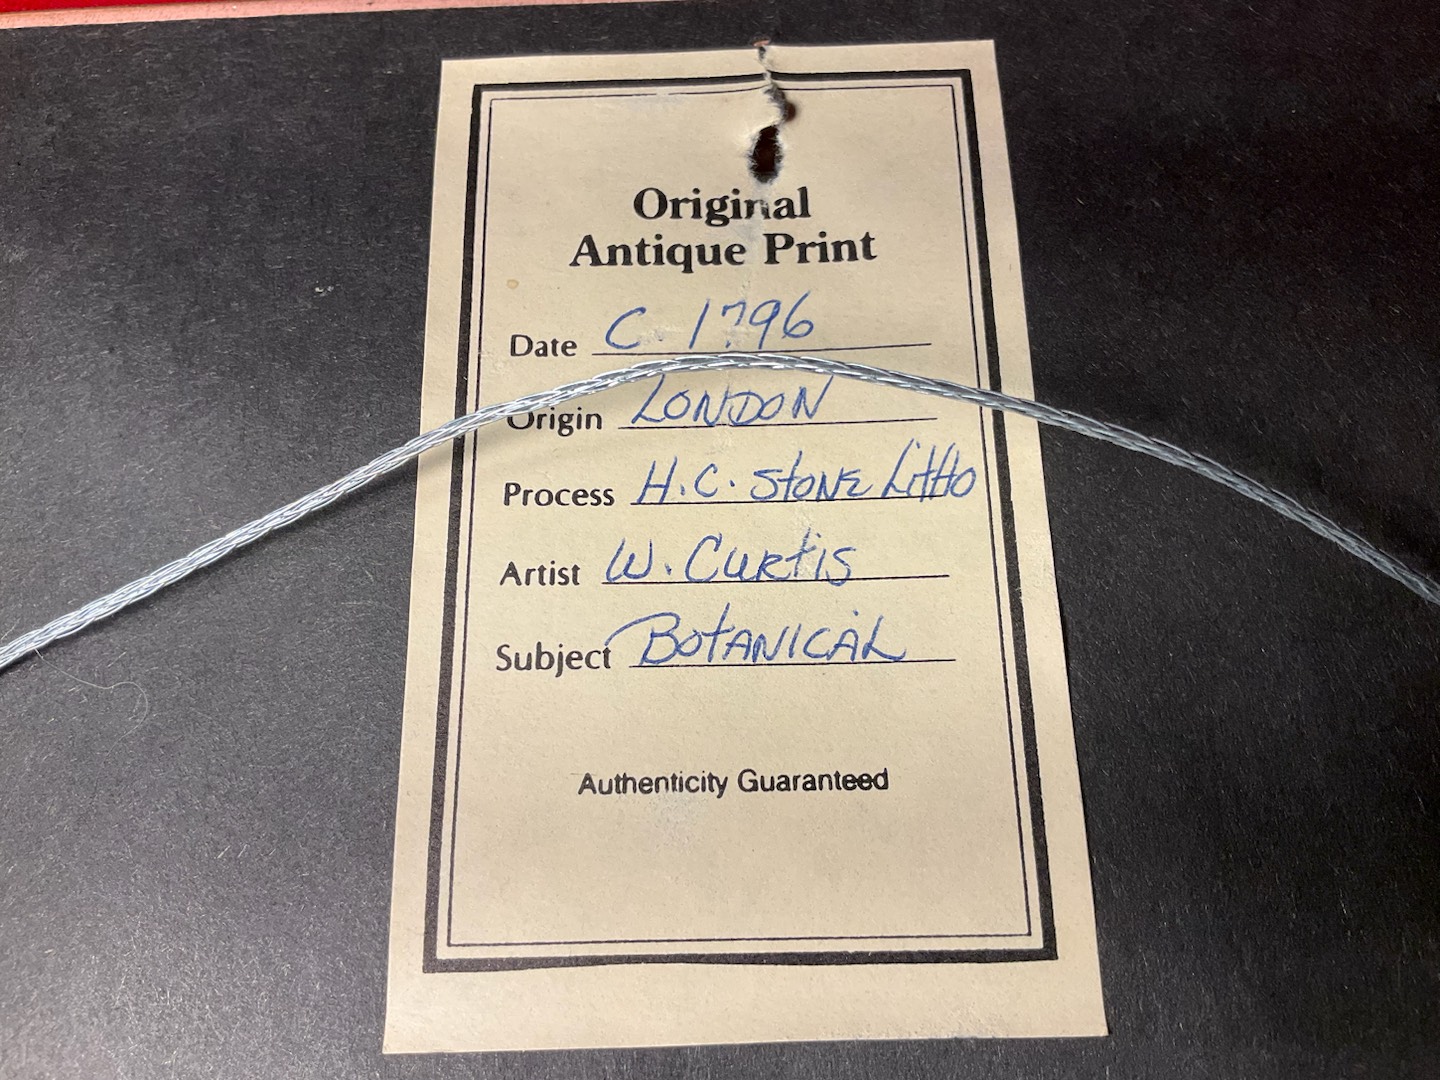 Original
Antique Print
Date C. 1796
Origin LONDON
Process H.C. Stone Litho
Artist W. Curtis
Subject Botanical
Authenticity Guaranteed